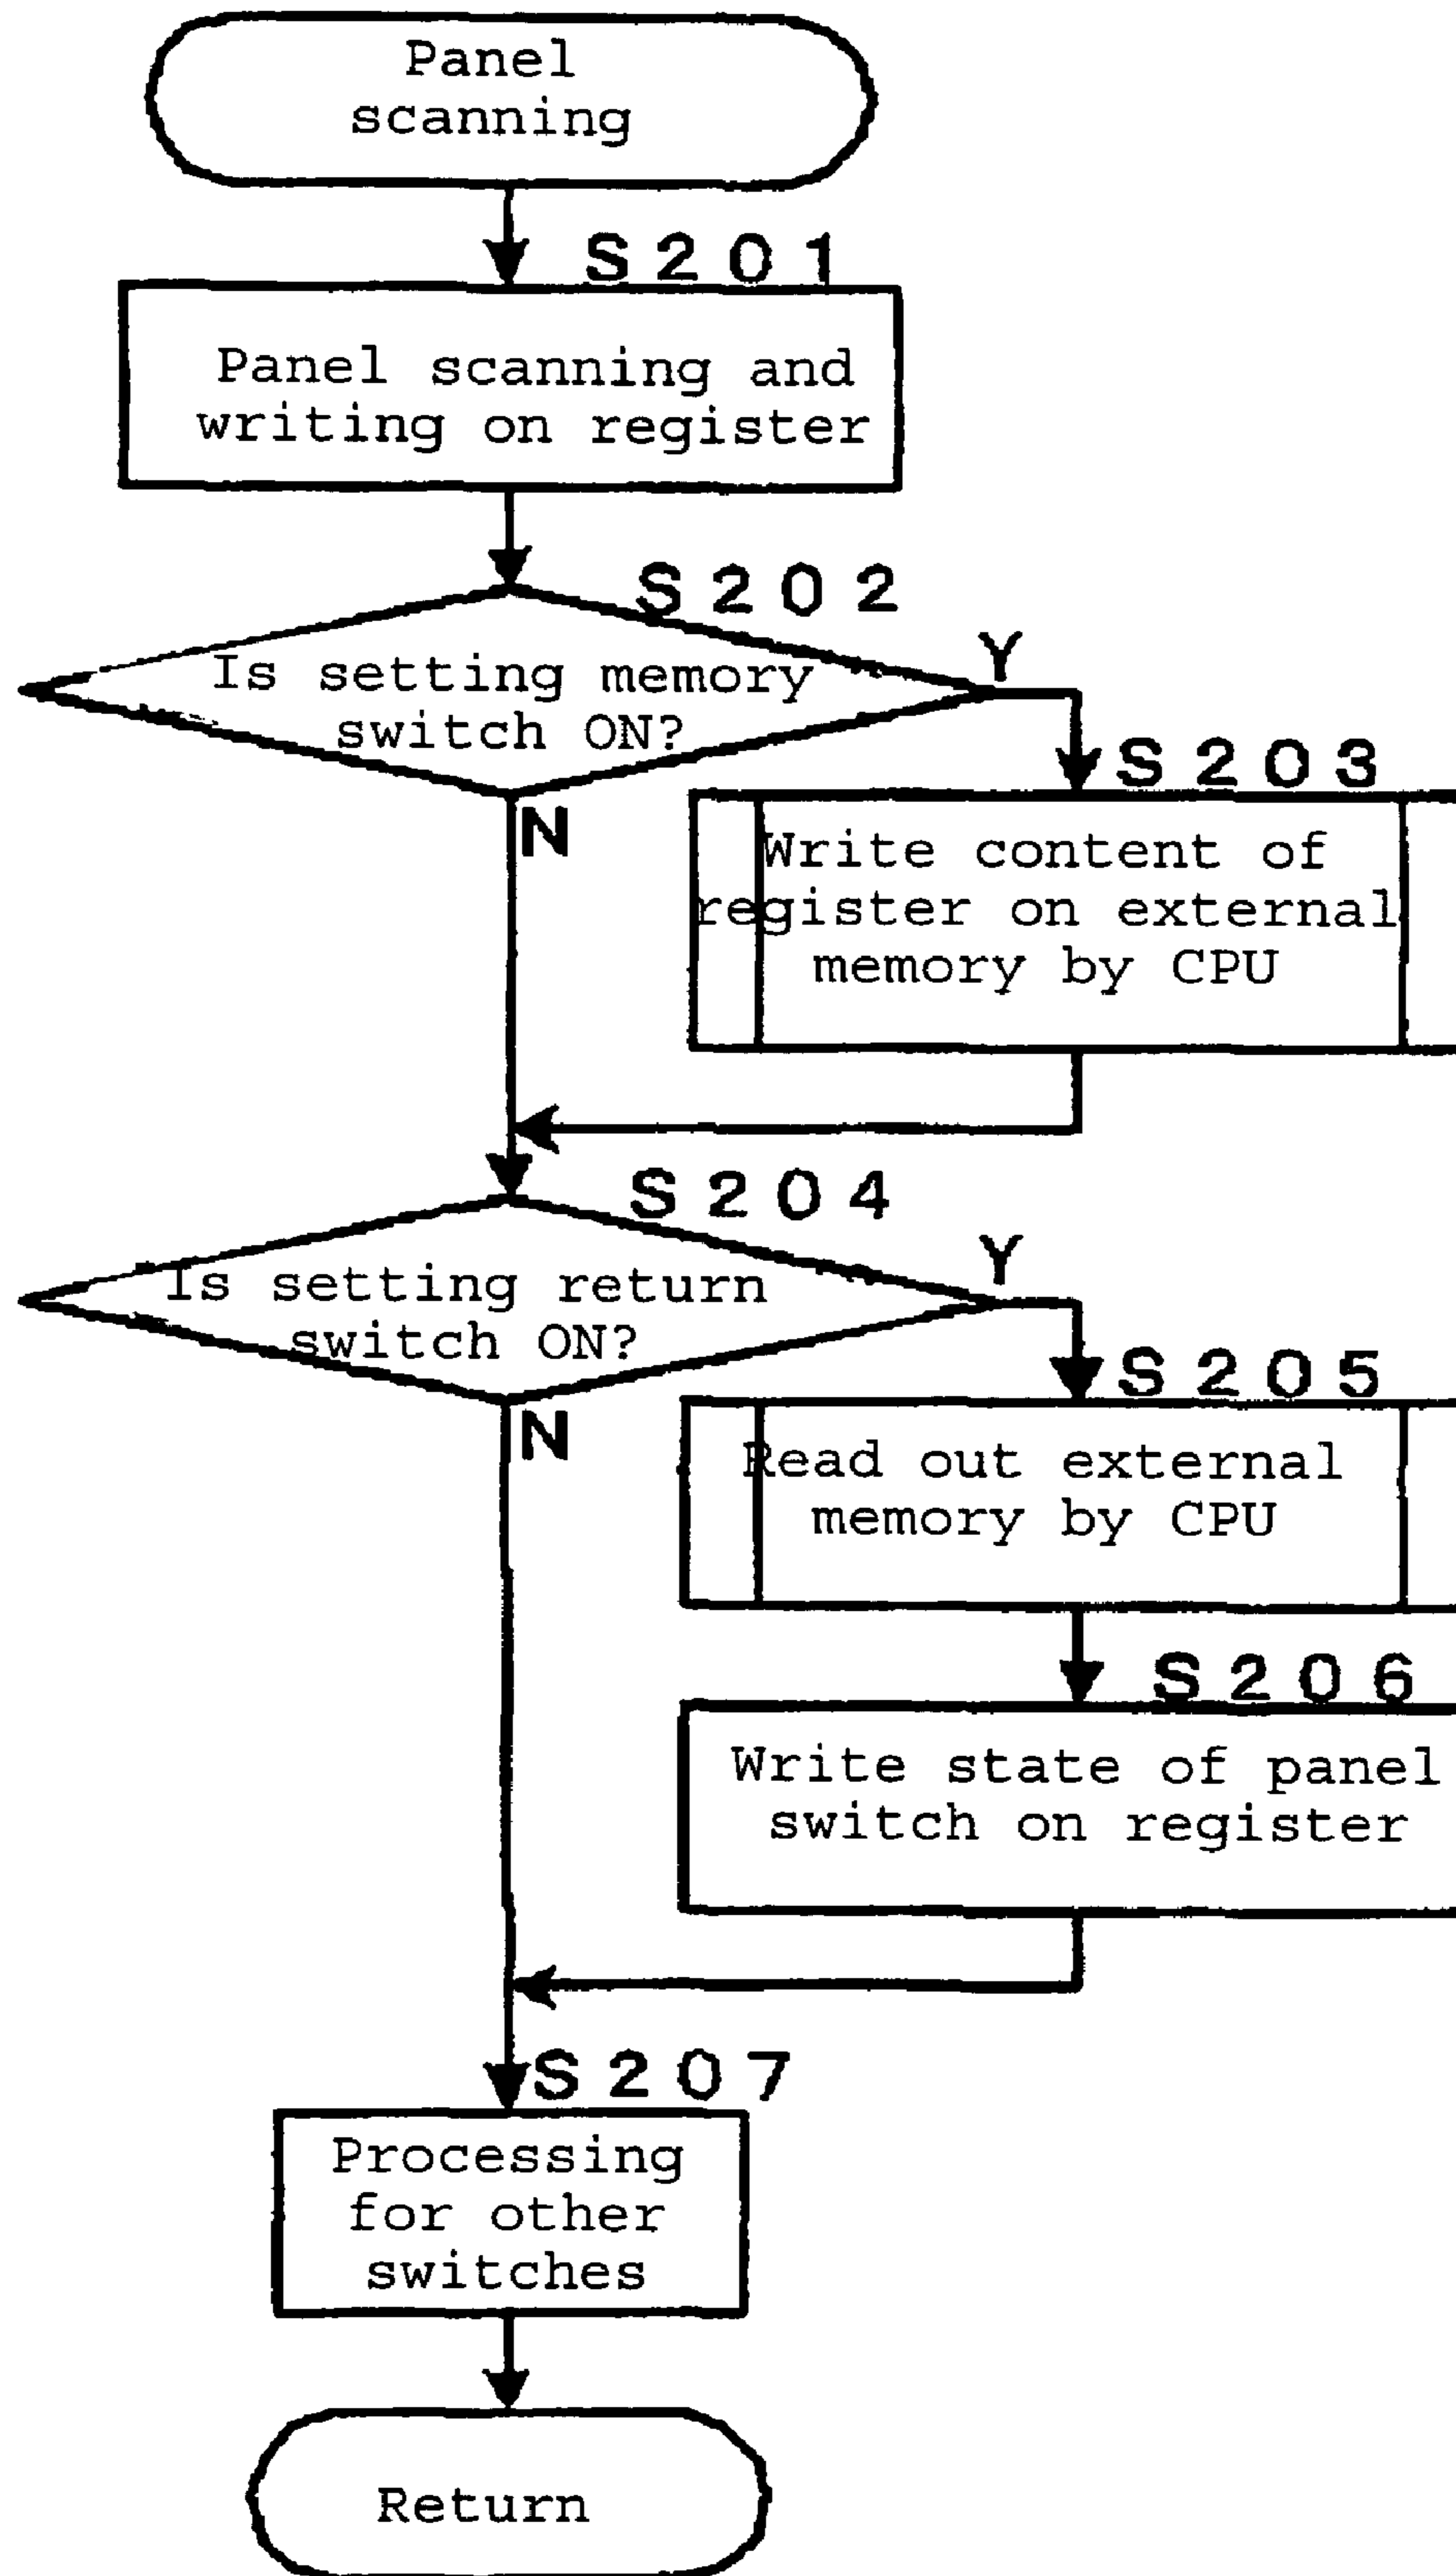 Panel
scanning
S201
Panel scanning and
writing on register
S202
Is setting memory
switch ON?
Y
N
S203
Write content of
register on external
memory by CPU
S204
Is setting return
switch ON?
Y
N
S205
Read out external
memory by CPU
S206
Write state of panel
switch on register
S207
Processing
for other
switches
Return